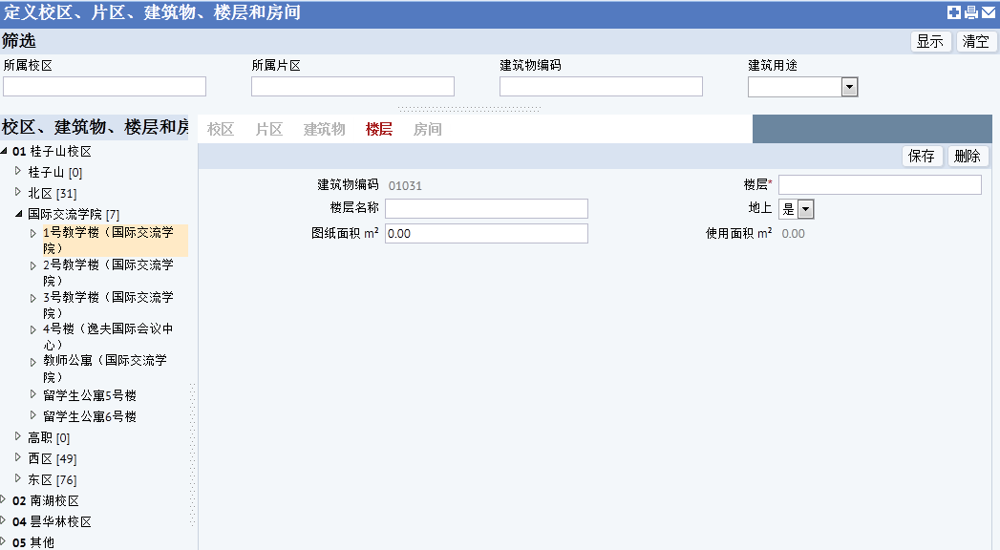 定义校区、片区、建筑物、楼层和房间
筛选
显示 清空
所属校区 所属片区 建筑物编码 建筑用途
校区、建筑物、楼层和房
校区 片区 建筑物 楼层 房间
保存 删除
01 桂子山校区
桂子山 [0]
北区 [31]
国际交流学院 [7]
1号教学楼（国际交流学
院）
2号教学楼（国际交流学
院）
3号教学楼（国际交流学
院）
4号楼（逸夫国际会议中
心）
教师公寓（国际交流学
院）
留学生公寓5号楼
留学生公寓6号楼
高职 [0]
西区 [49]
东区 [76]
02 南湖校区
04 昙华林校区
05 其他
建筑物编码 01031 楼层*
楼层名称 地上 是
图纸面积 m² 0.00 使用面积 m² 0.00